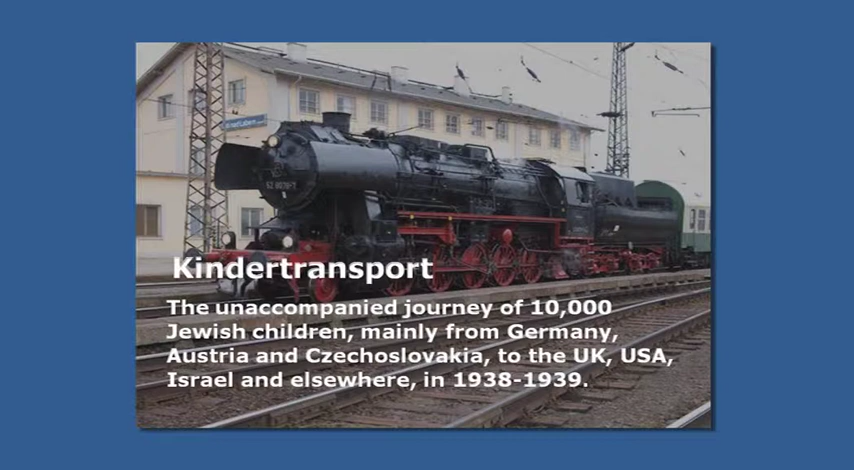 Kindertransport
The unaccompanied journey of 10,000
Jewish children, mainly from Germany,
Austria and Czechoslovakia, to the UK, USA,
Israel and elsewhere, in 1938-1939.